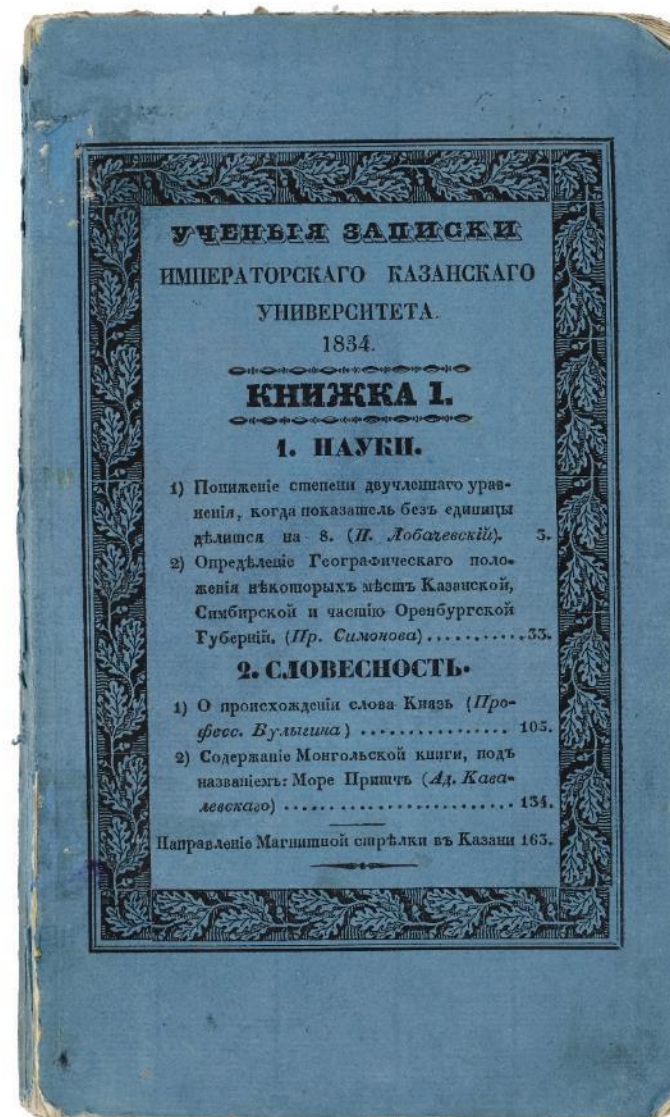 УЧЕНЫЯ ЗАПИСКИ
ИМПЕРАТОРСКАГО КАЗАНСКАГО
УНИВЕРСИТЕТА.
1834.
КНИЖКА I.
1. НАУКИ.
1) Пониженіе степени двучленнаго урав-
ненія, когда показатель безъ единицы
дѣлится на 8. (Н. Лобачевскій). 3.
2) Опредѣленіе Географическаго поло-
женія нѣкоторыхъ мѣстъ Казанской,
Симбирской и частію Оренбургской
Губерній. (Пр. Симонова) ........... 33.
2. СЛОВЕСНОСТЬ.
1) О происхожденіи слова Князь (Про-
фесс. Булыгина) ................ 105.
2) Содержаніе Монгольской книги, подъ
названіемъ: Море Притчъ (Ад. Кава-
левскаго) ........................ 134.
Направленіе Магнитной стрѣлки въ Казани 163.